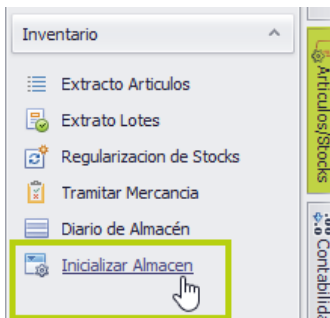 Inventario
Extracto Articulos
Extrato Lotes
Regularizacion de Stocks
Tramitar Mercancia
Diario de Almacén
Inicializar Almacen
Articulos/Stocks